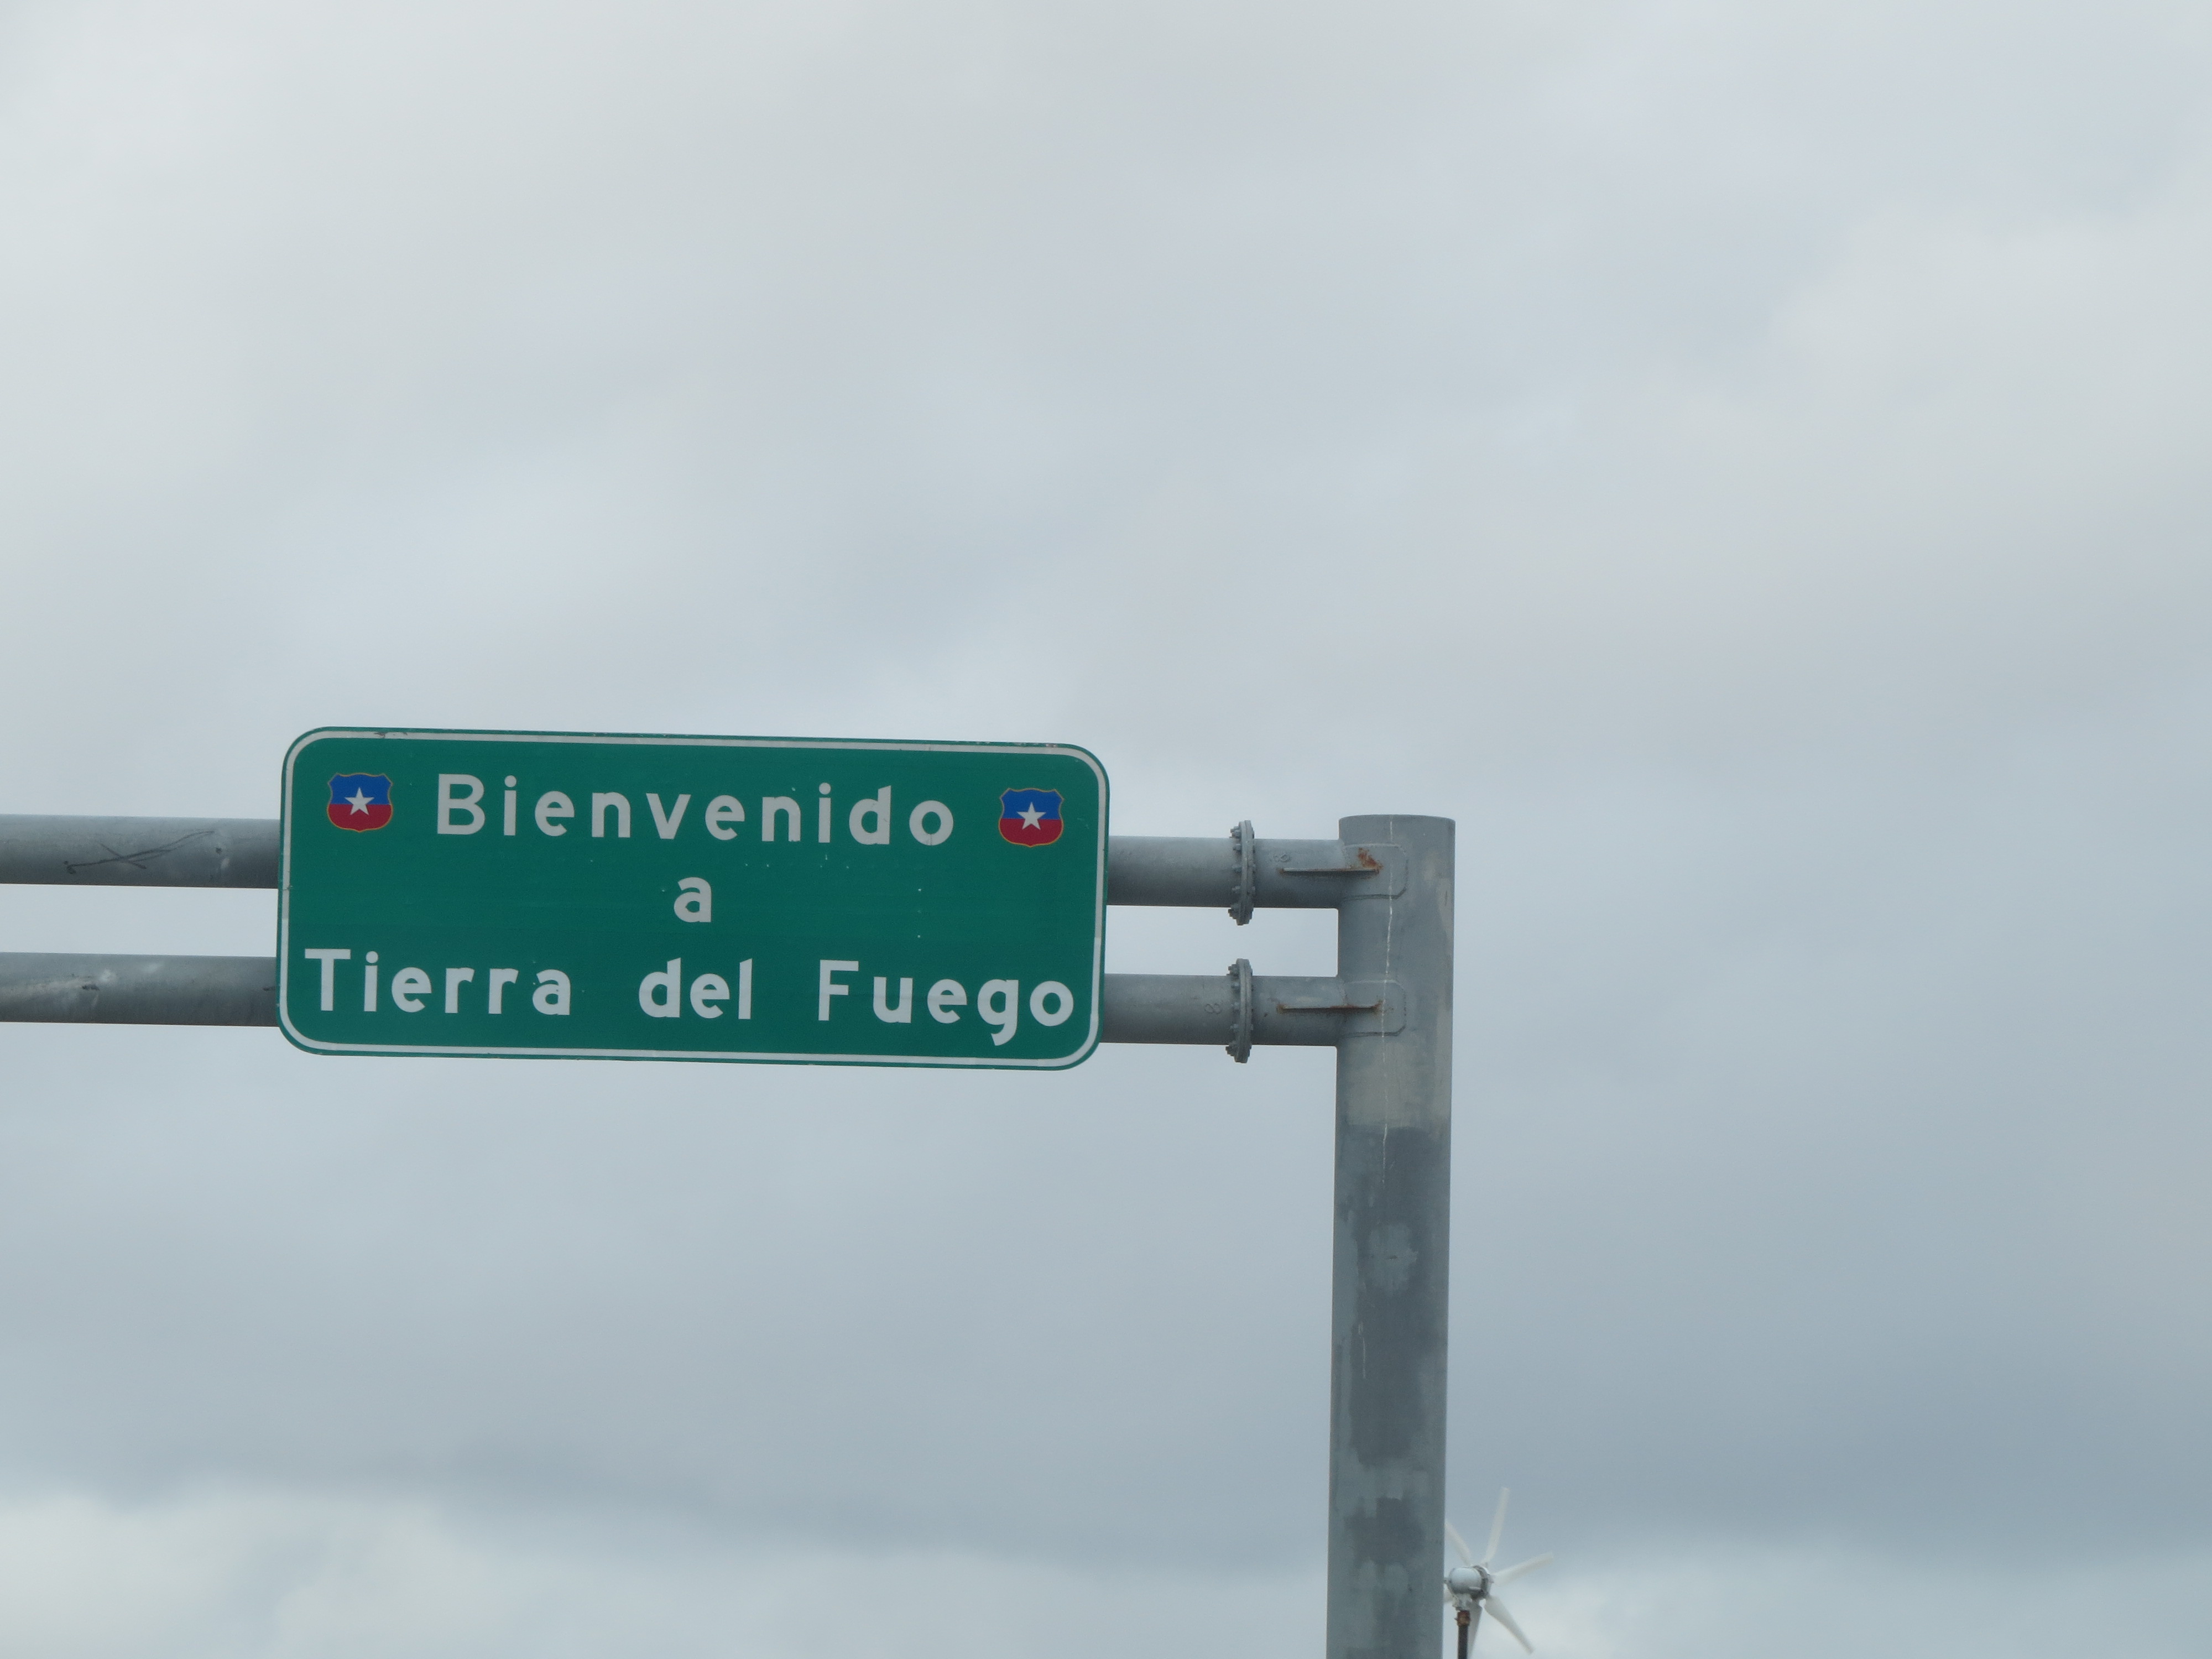 Bienvenido
a
Tierra del Fuego